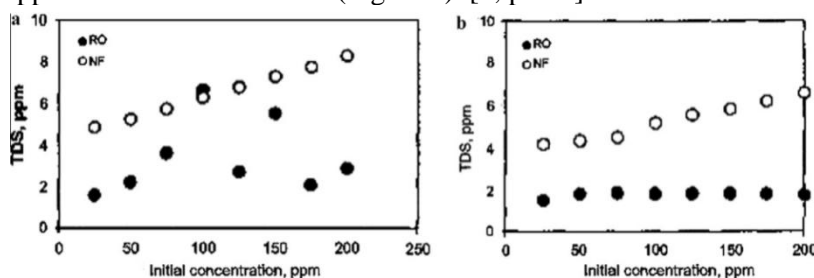 a
10
8
6
4
2
0
TDS, ppm
RO
NF
0 50 100 150 200 250
Initial concentration, ppm
b
10
8
6
4
2
0
TDS, ppm
RO
NF
0 50 100 150 200
Initial concentration, ppm